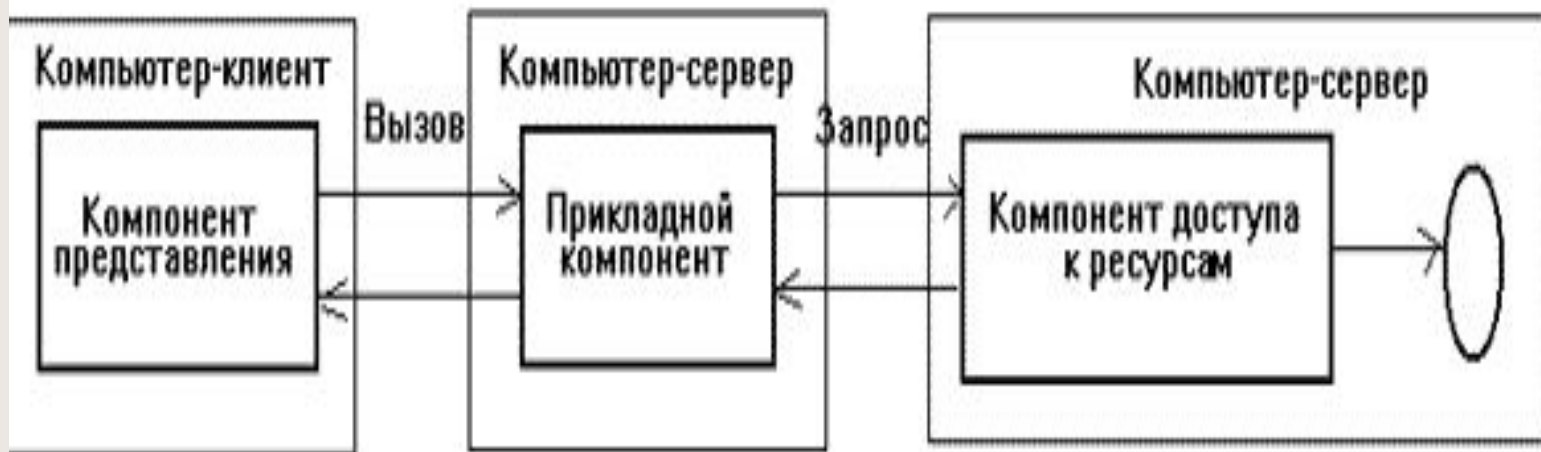 Компьютер-клиент
Компонент
представления
Вызов
Компьютер-сервер
Прикладной
компонент
Запрос
Компьютер-сервер
Компонент доступа
к ресурсам